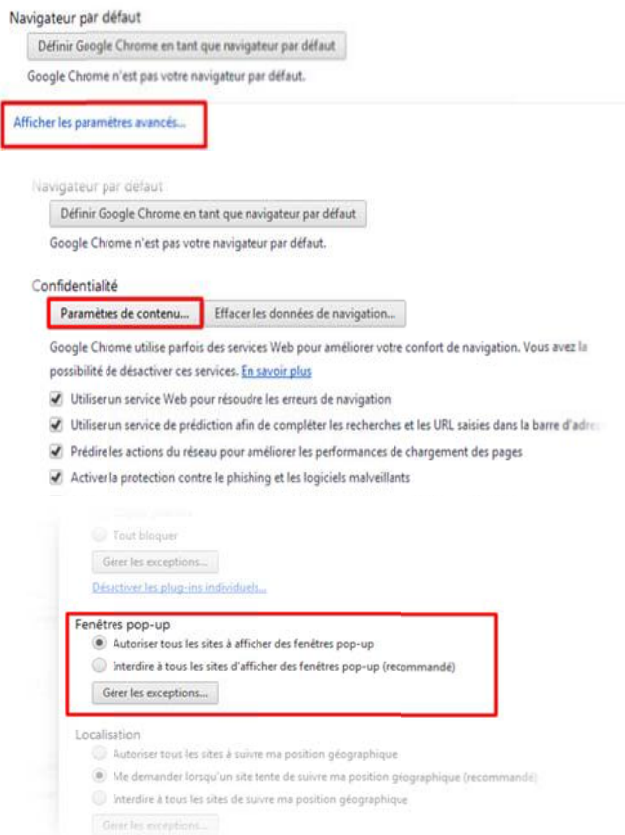 Navigateur par défaut
Définir Google Chrome en tant que navigateur par défaut
Google Chrome n'est pas votre navigateur par défaut.
Afficher les paramètres avancés...
Navigateur par défaut
Définir Google Chrome en tant que navigateur par défaut
Google Chrome n'est pas votre navigateur par défaut.
Confidentialité
Paramètres de contenu... Effacer les données de navigation...
Google Chrome utilise parfois des services Web pour améliorer votre confort de navigation. Vous avez la
possibilité de désactiver ces services. En savoir plus
Utiliser un service Web pour résoudre les erreurs de navigation
Utiliser un service de prédiction afin de compléter les recherches et les URL saisies dans la barre d'adre
Prédire les actions du réseau pour améliorer les performances de chargement des pages
Activer la protection contre le phishing et les logiciels malveillants
Tout bloquer
Gérer les exceptions...
Désactiver les plug-ins individuels...
Fenêtres pop-up
Autoriser tous les sites à afficher des fenêtres pop-up
Interdire à tous les sites d'afficher des fenêtres pop-up (recommandé)
Gérer les exceptions...
Localisation
Autoriser tous les sites à suivre ma position géographique
Me demander lorsqu'un site tente de suivre ma position géographique (recommandé)
Interdire à tous les sites de suivre ma position géographique
Gérer les exceptions...